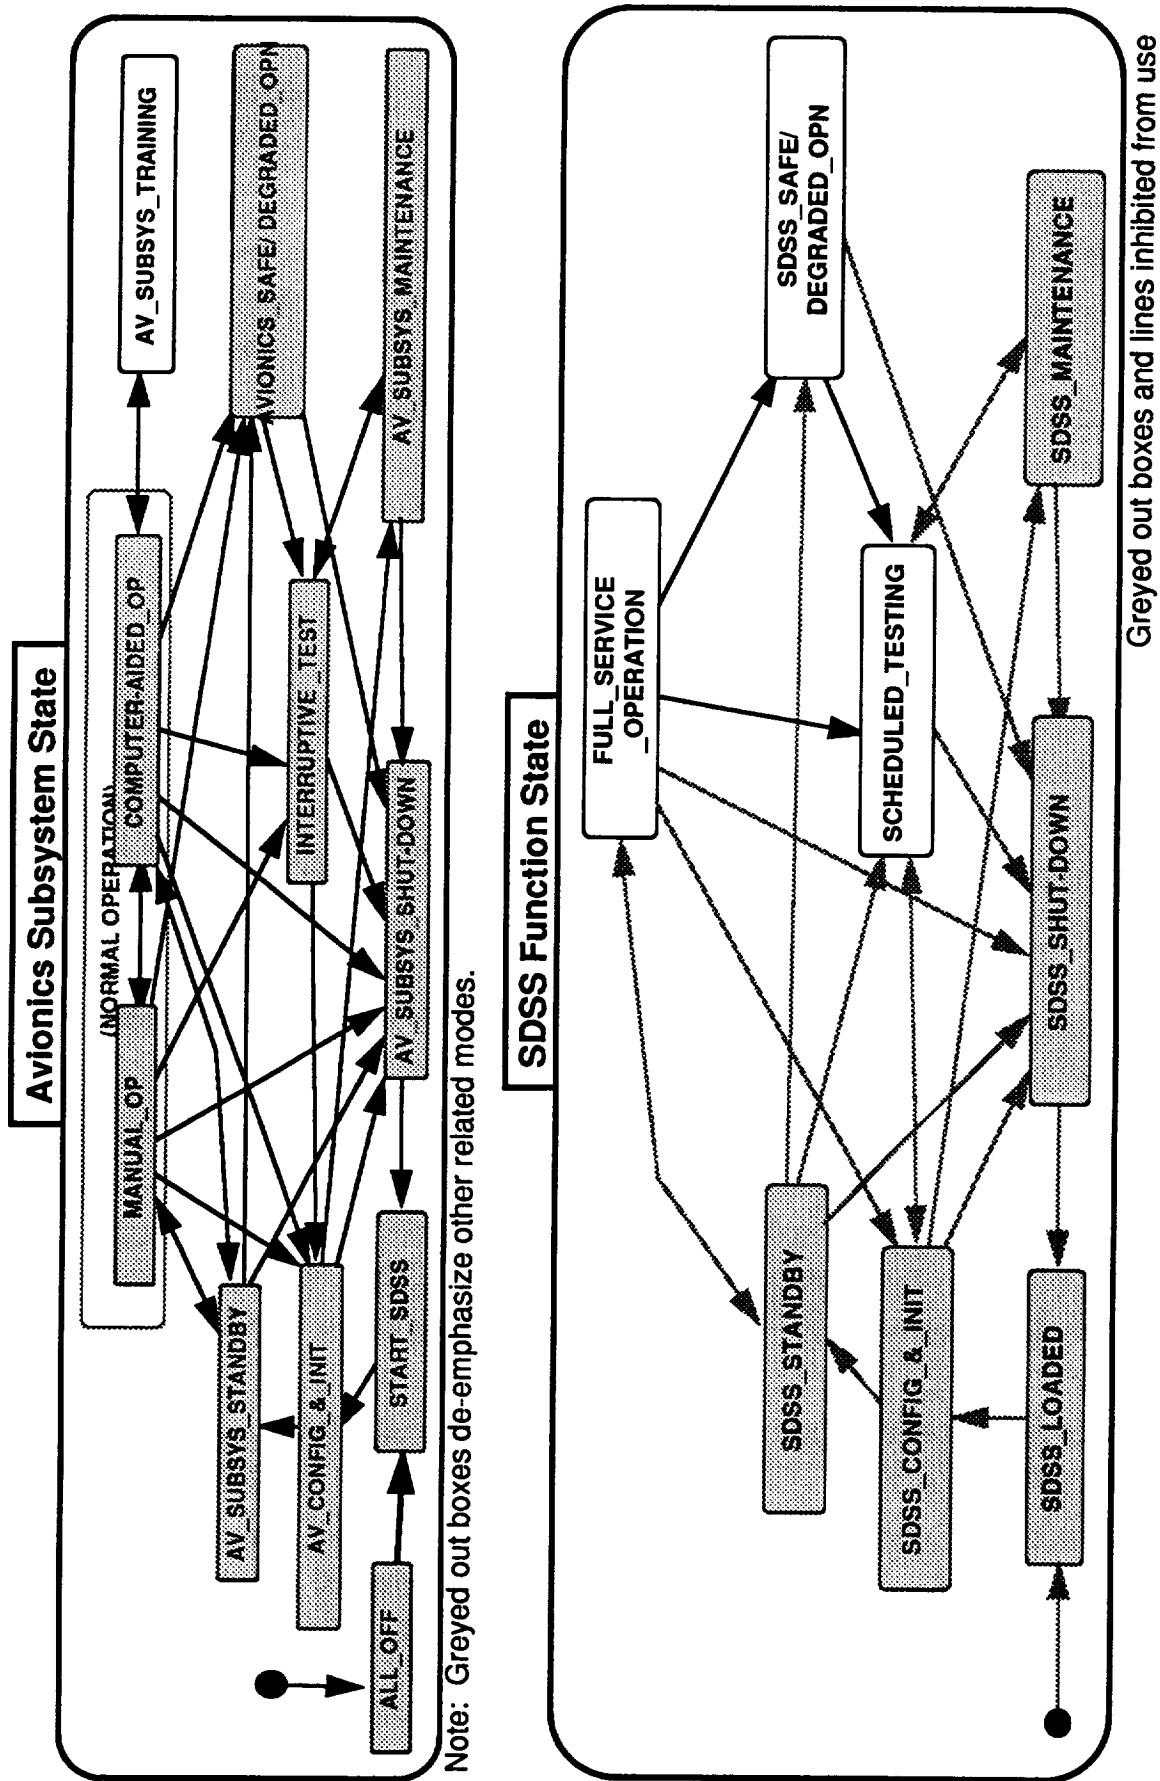 Avionics Subsystem State
(NORMAL OPERATION)
MANUAL_OP
COMPUTER-AIDED_OP
AV_SUBSYS_TRAINING
AV_SUBSYS_STANDBY
AVIONICS_SAFE/ DEGRADED_OPN
AV_CONFIG_&_INIT
INTERRUPTIVE_TEST
ALL_OFF
START_SDSS
AV_SUBSYS SHUT-DOWN
AV_SUBSYS_MAINTENANCE
Note: Greyed out boxes de-emphasize other related modes.
SDSS Function State
FULL_SERVICE
_OPERATION
SDSS_STANDBY
SDSS_SAFE/
DEGRADED_OPN
SDSS_CONFIG_&_INIT
SCHEDULED_TESTING
SDSS_LOADED
SDSS_SHUT-DOWN
SDSS_MAINTENANCE
Greyed out boxes and lines inhibited from use